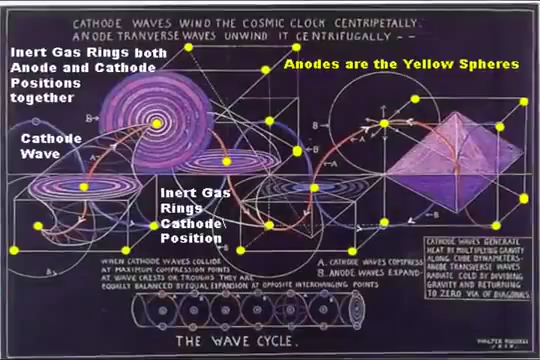 CATHODE WAVES WIND THE COSMIC CLOCK CENTRIPETALLY.
ANODE TRANVERSE WAVES UNWIND IT CENTRIFUGALLY --
Inert Gas Rings both
Anode and Cathode
Positions
together
Anodes are the Yellow Spheres
B
B
A
Cathode
Wave
A
A
B
Inert Gas
Rings
Cathode\
Position
B
B
WHEN CATHODE WAVES COLLIDE
AT MAXIMUM COMPRESSION POINTS
AT WAVE CRESTS OR TROUGHS THEY ARE
EQUALLY BALANCED BY EQUAL EXPANSION AT OPPOSITE INTERCHANGING POINTS
A. CATHODE WAVES COMPRESS
B. ANODE WAVES EXPAND
CATHODE WAVES GENERATE
HEAT BY MULTIPLYING GRAVITY
ALONG CUBE DYNAMETERS-
ANODE TRANSVERSE WAVES
RADIATE COLD BY DIVIDING
GRAVITY AND RETURNING
TO ZERO VIA OF DIAGONALS.
THE WAVE CYCLE.
WALTER RUSSELL